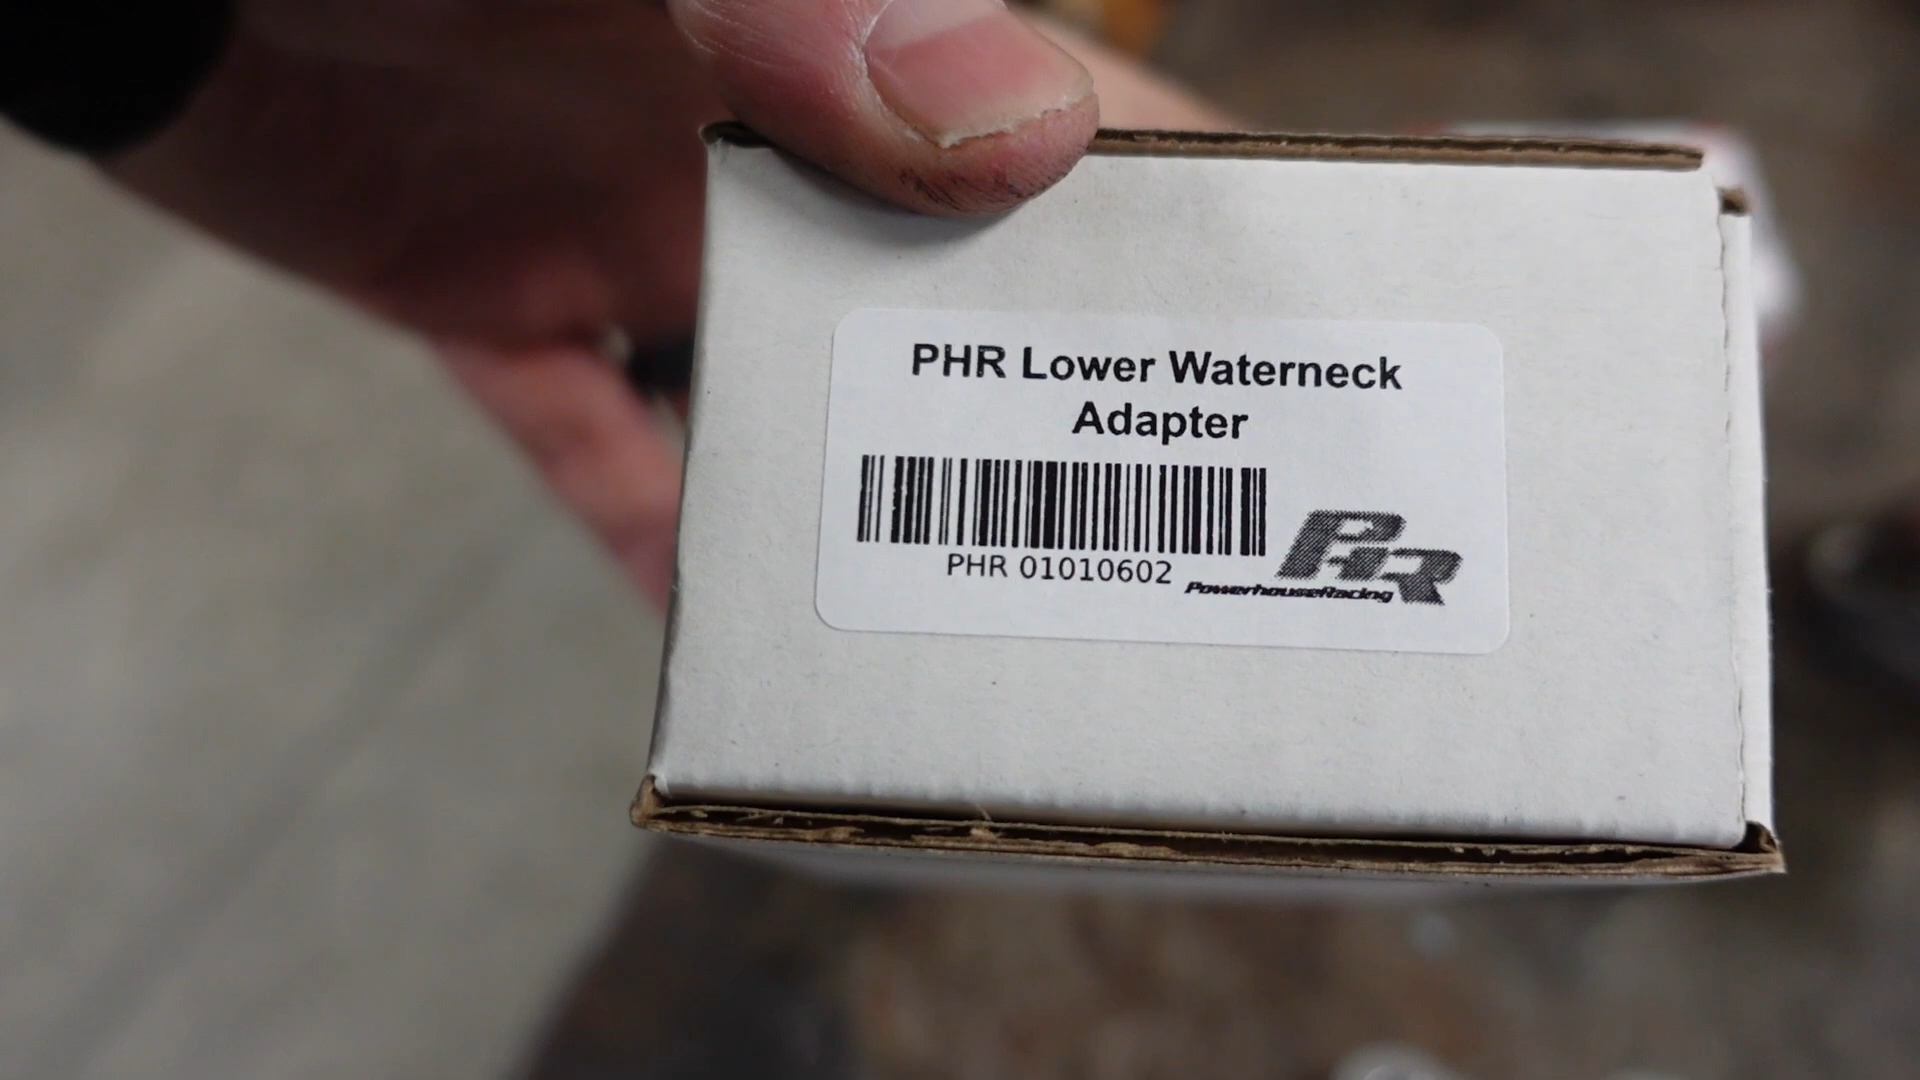 PHR Lower Waterneck
Adapter
PHR 01010602
PHR
PowerhouseRacing